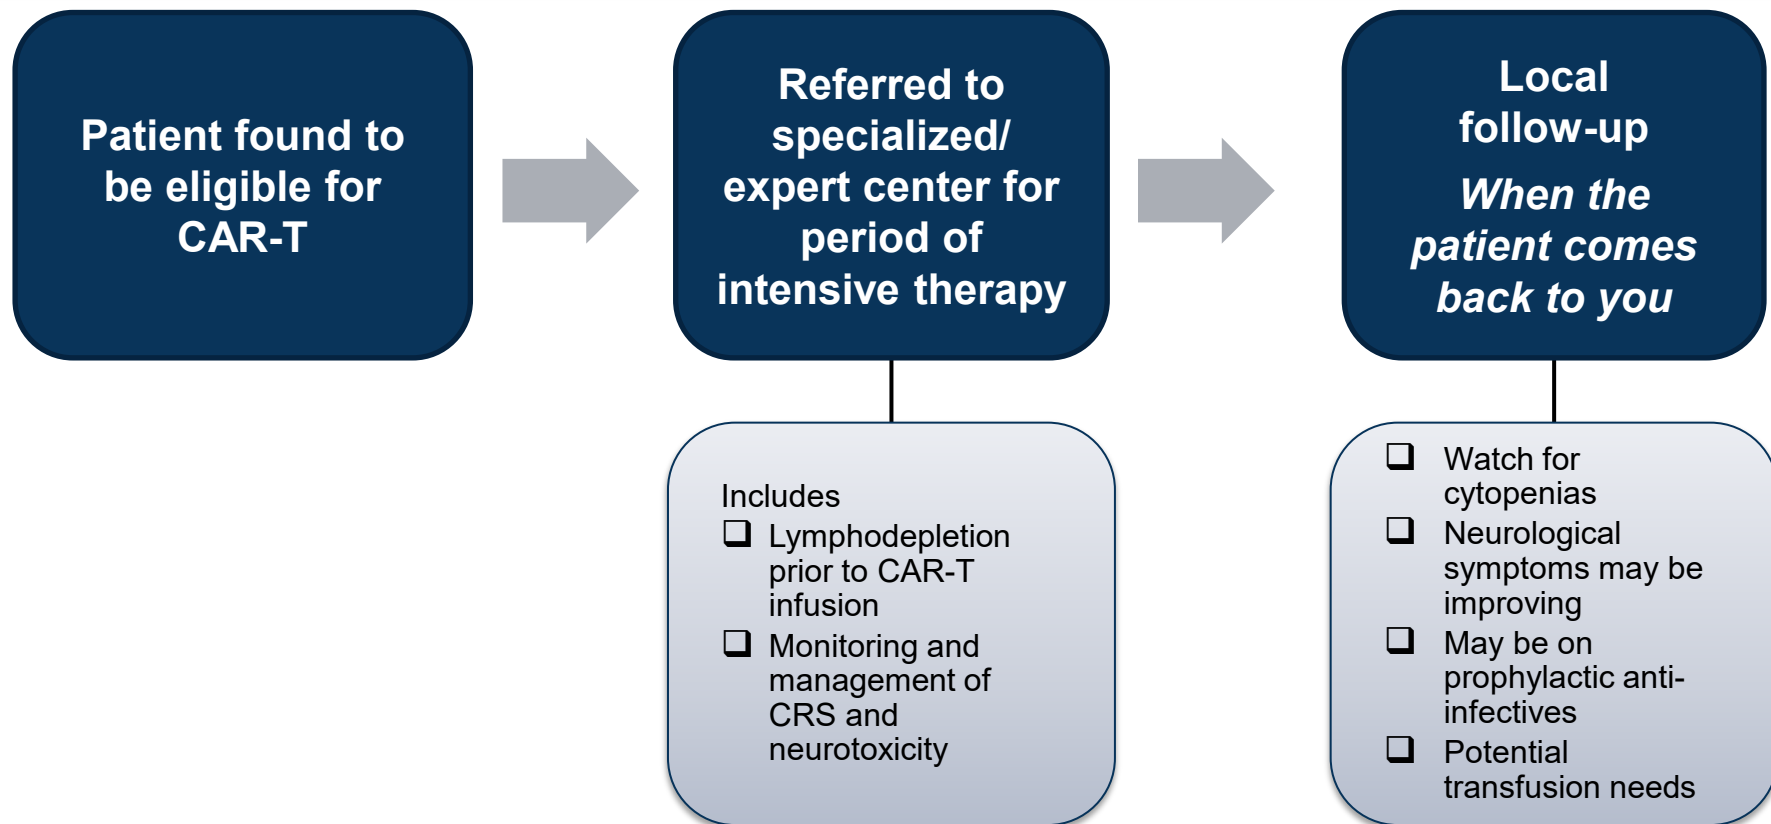 Patient found to
be eligible for
CAR-T
Referred to
specialized/
expert center for
period of
intensive therapy
Local
follow-up
When the
patient comes
back to you
Includes
❑ Lymphodepletion
prior to CAR-T
infusion
❑ Monitoring and
management of
CRS and
neurotoxicity
❑ Watch for
cytopenias
❑ Neurological
symptoms may be
improving
❑ May be on
prophylactic anti-
infectives
❑ Potential
transfusion needs